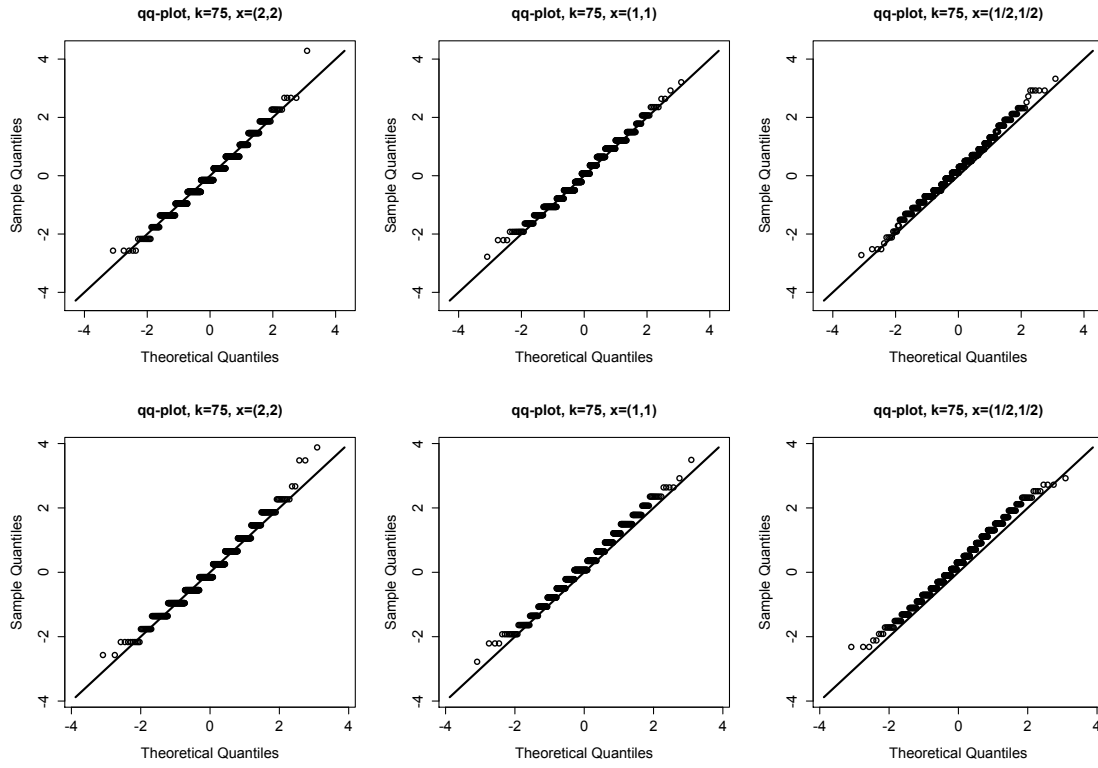 qq-plot, k=75, x=(2,2)
Sample Quantiles
4
2
0
-2
-4
-4 -2 0 2 4
Theoretical Quantiles
qq-plot, k=75, x=(1,1)
Sample Quantiles
4
2
0
-2
-4
-4 -2 0 2 4
Theoretical Quantiles
qq-plot, k=75, x=(1/2,1/2)
Sample Quantiles
4
2
0
-2
-4
-4 -2 0 2 4
Theoretical Quantiles
qq-plot, k=75, x=(2,2)
Sample Quantiles
4
2
0
-2
-4
-4 -2 0 2 4
Theoretical Quantiles
qq-plot, k=75, x=(1,1)
Sample Quantiles
4
2
0
-2
-4
-4 -2 0 2 4
Theoretical Quantiles
qq-plot, k=75, x=(1/2,1/2)
Sample Quantiles
4
2
0
-2
-4
-4 -2 0 2 4
Theoretical Quantiles